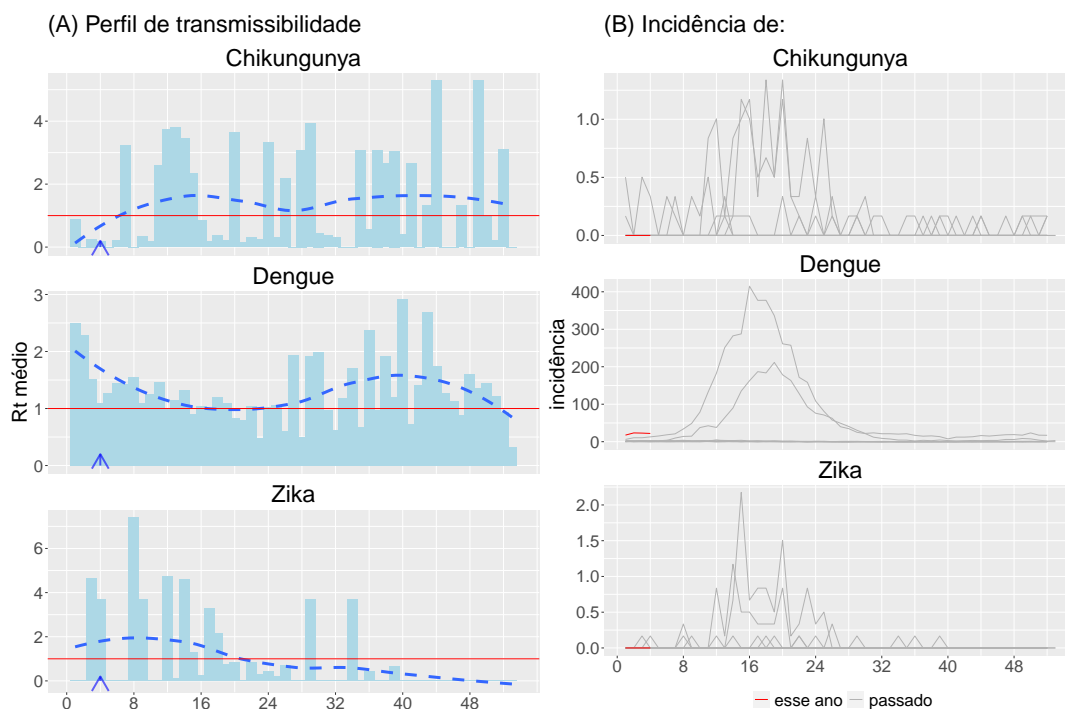 (A) Perfil de transmissibilidade
Chikungunya
4
2
0
Dengue
3
2
1
0
Zika
6
4
2
0
0 8 16 24 32 40 48
Rt médio
(B) Incidência de:
Chikungunya
1.0
0.5
0.0
Dengue
400
300
200
100
0
Zika
2.0
1.5
1.0
0.5
0.0
0 8 16 24 32 40 48
incidência
esse ano passado